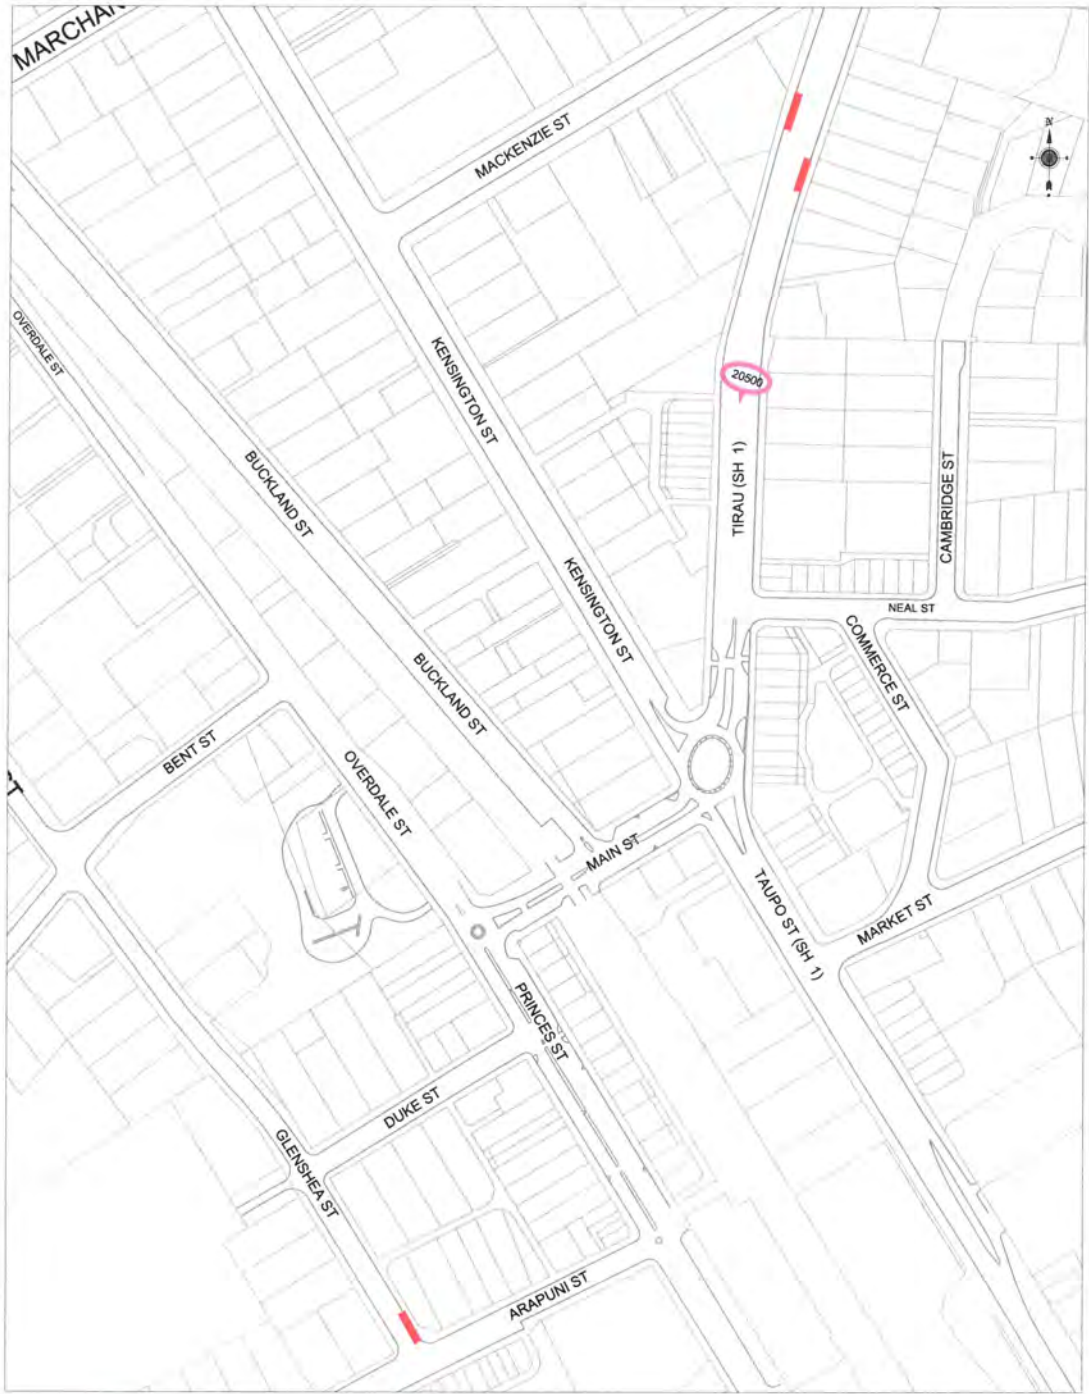 MARCHAN
MACKENZIE ST
N
OVERDALE ST
KENSINGTON ST
20500
BUCKLAND ST
TIRAU (SH 1)
CAMBRIDGE ST
KENSINGTON ST
NEAL ST
COMMERCE ST
BUCKLAND ST
BENT ST
OVERDALE ST
ST
MAIN ST
TAUPO ST (SH 1)
MARKET ST
PRINCES ST
DUKE ST
GLENSHEA ST
ARAPUNI ST